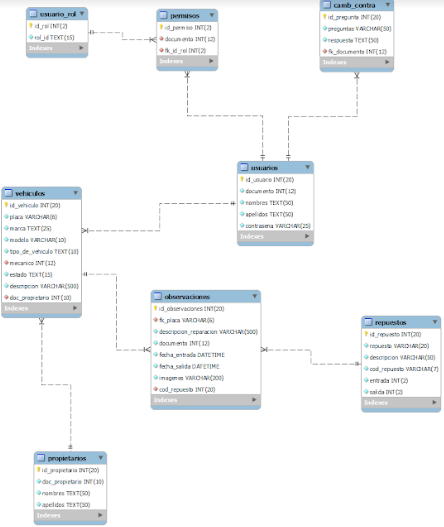 usuario_rol
id_rol INT(2)
rol_id TEXT(15)
Indexes
permisos
id_permiso INT(2)
documento INT(12)
fk_id_rol INT(2)
Indexes
camb_contra
id_pregunta INT(20)
preguntas VARCHAR(50)
respuesta TEXT(50)
fk_documento INT(12)
Indexes
usuarios
id_usuario INT(20)
documento INT(12)
nombres TEXT(50)
apelidos TEXT(50)
contrasena VARCHAR(25)
Indexes
vehiculos
id_vehiculo INT(20)
placa VARCHAR(6)
marca TEXT(25)
modelo VARCHAR(10)
tipo_de_vehiculo TEXT(10)
mecanico INT(12)
estado TEXT(15)
descripcion VARCHAR(500)
doc_propietario INT(10)
Indexes
observaciones
id_observaciones INT(20)
fk_placa VARCHAR(6)
descripcion_reparacion VARCHAR(500)
documento INT(12)
fecha_entrada DATETIME
fecha_salida DATETIME
imagenes VARCHAR(200)
cod_repuesto INT(20)
Indexes
repuestos
id_repuesto INT(20)
repuesto VARCHAR(20)
descripcion VARCHAR(50)
cod_repuesto VARCHAR(7)
entrada INT(2)
salida INT(2)
Indexes
propietarios
id_propietario INT(20)
doc_propietario INT(10)
nombres TEXT(50)
apelidos TEXT(50)
Indexes